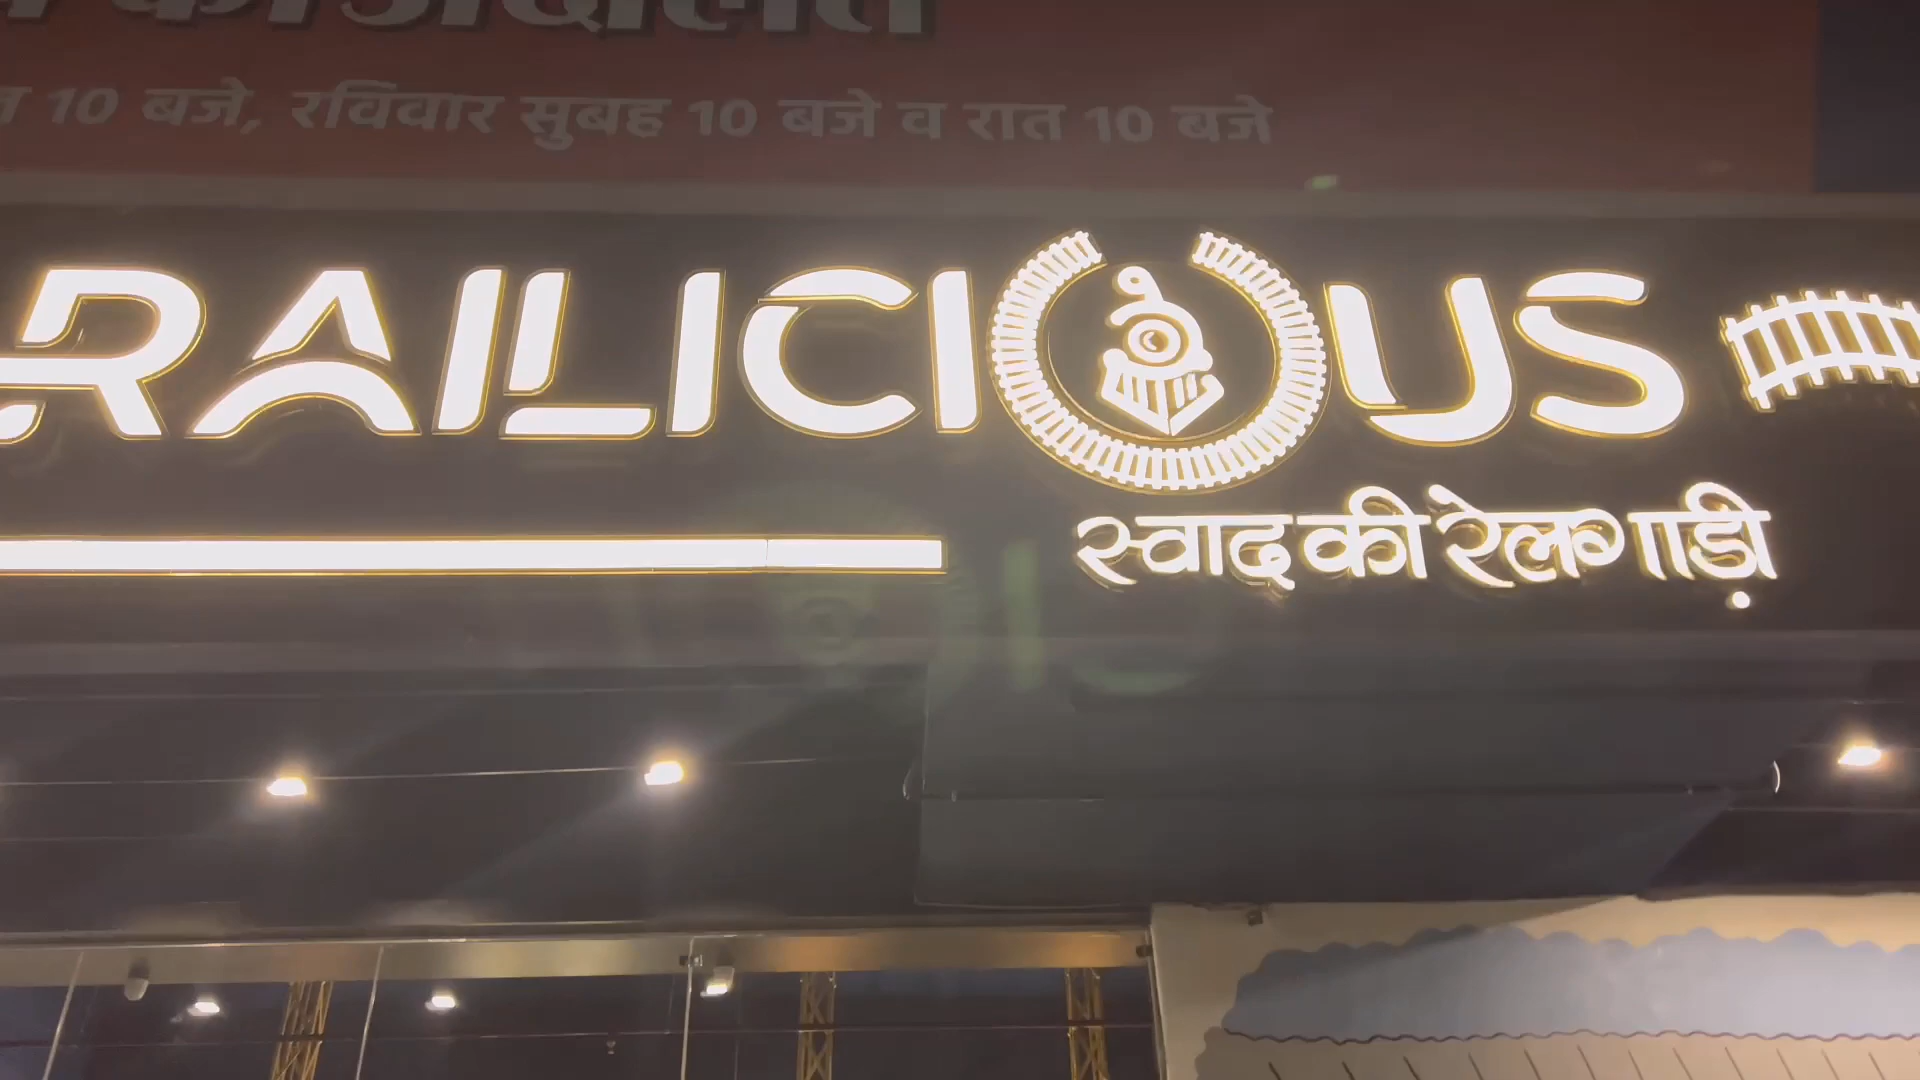 10 बजे, रविवार सुबह 10 बजे व रात 10 बजे
RAILICIOUS
स्वाद की रेलगाड़ी